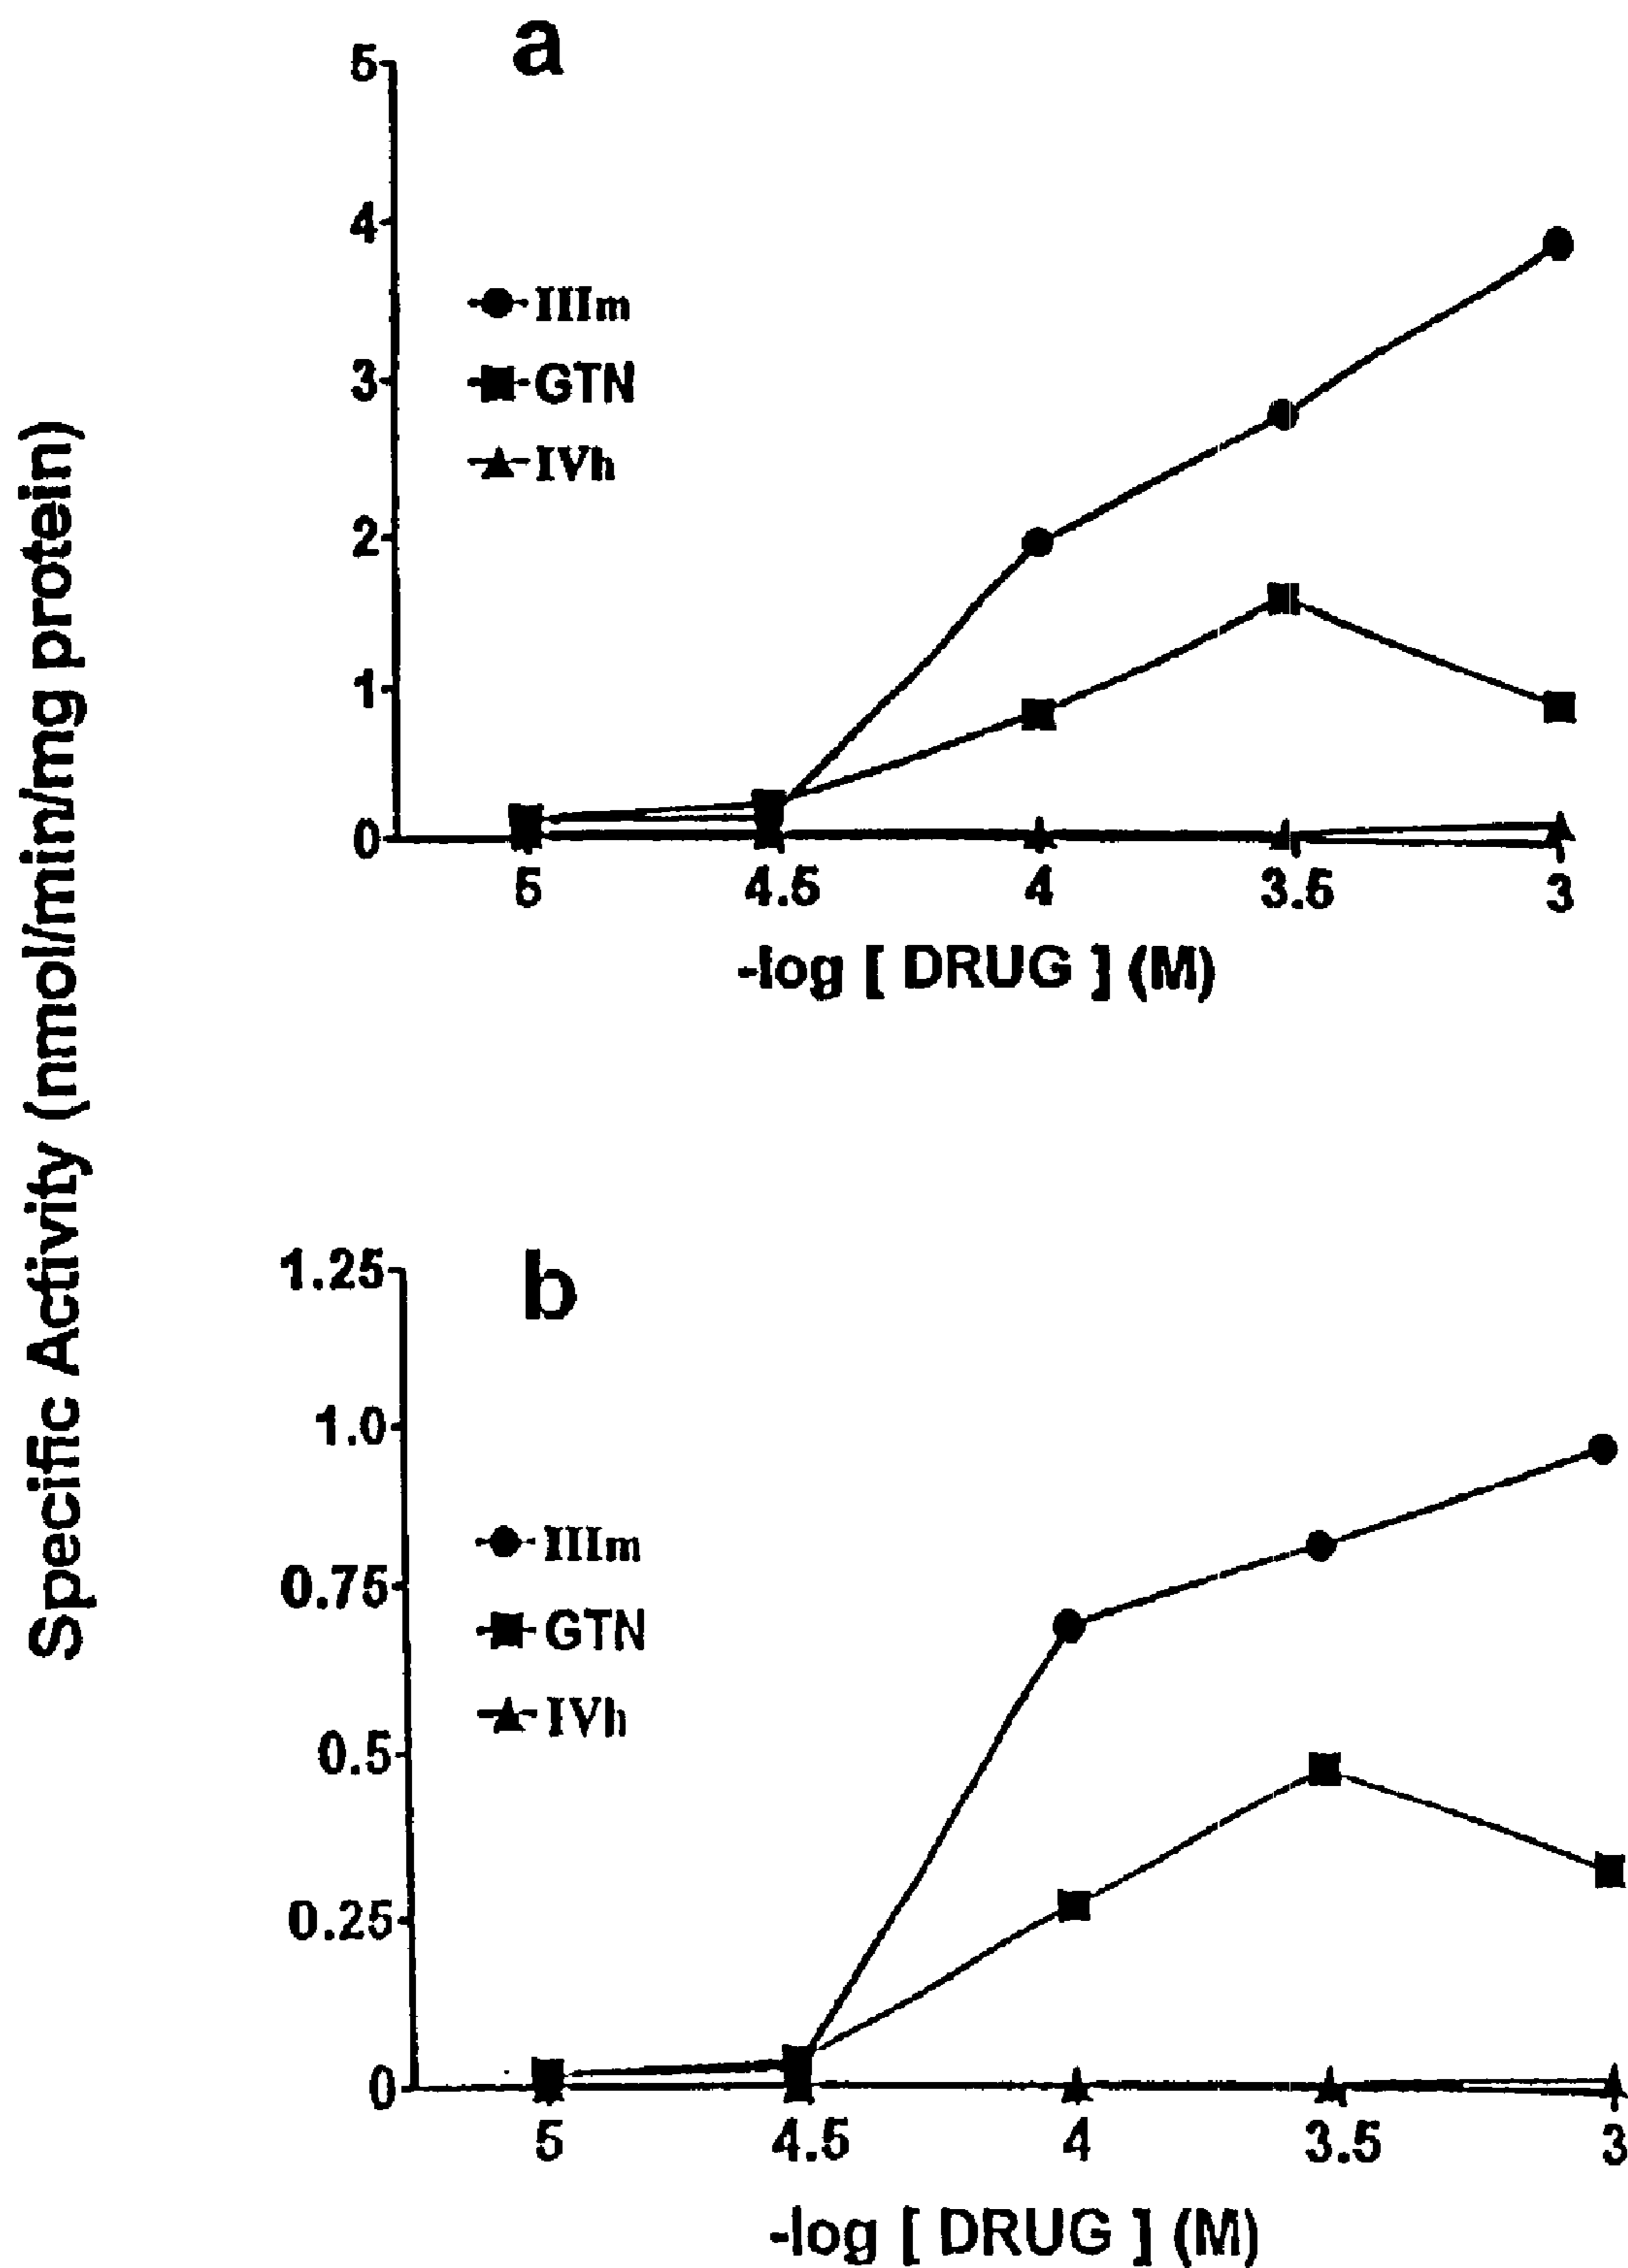 Specific Activity (nmol/min/mg protein)
a
5
4
3
2
1
0
IIIm
GTN
IVh
5 4.5 4 3.5 3
-log [ DRUG ] (M)
b
1.25
1.0
0.75
0.5
0.25
0
IIIm
GTN
IVh
5 4.5 4 3.5 3
-log [ DRUG ] (M)